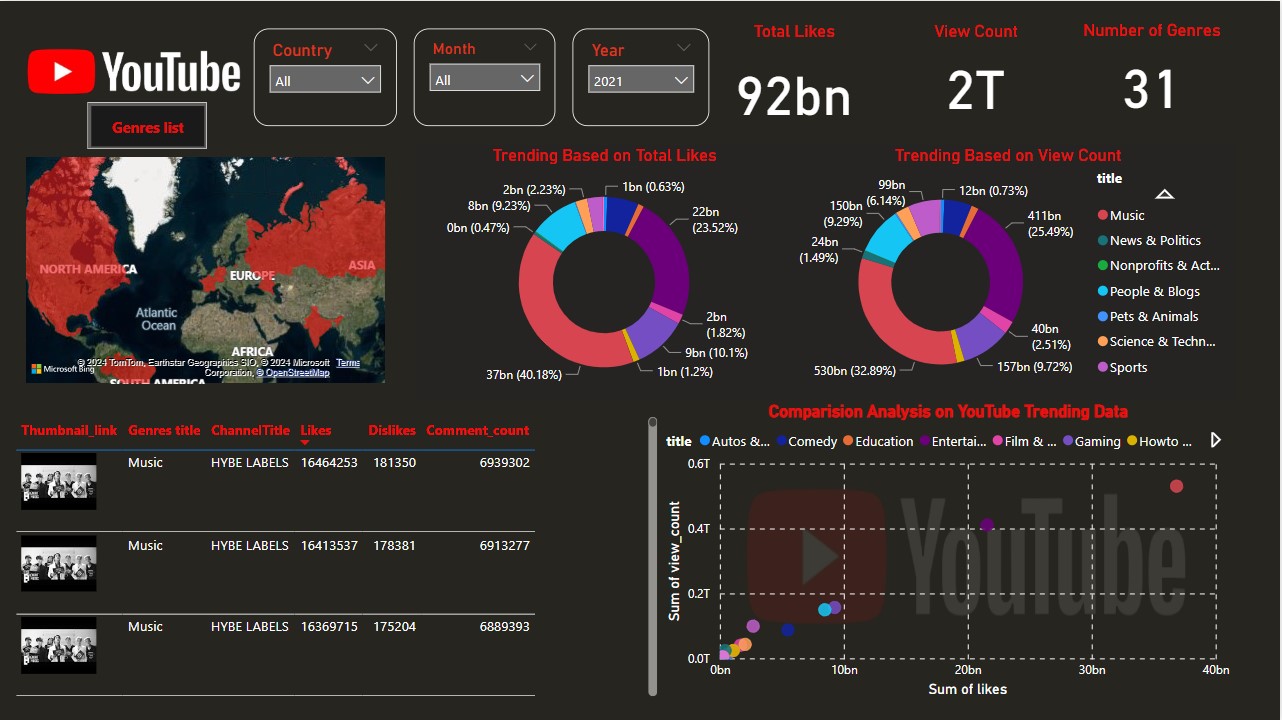 YouTube
Genres list
Country
All
Month
All
Year
2021
Total Likes
92bn
View Count
2T
Number of Genres
31
NORTH AMERICA
EUROPE
ASIA
Atlantic
Ocean
AFRICA
SOUTH AMERICA
Microsoft Bing
© 2024 TomTom, Earthstar Geographics SIO, © 2024 Microsoft Terms
Corporation, © OpenStreetMap
Trending Based on Total Likes
2bn (2.23%)
1bn (0.63%)
8bn (9.23%)
22bn
(23.52%)
0bn (0.47%)
2bn
(1.82%)
9bn (10.1%)
37bn (40.18%)
1bn (1.2%)
Trending Based on View Count
99bn
(6.14%)
12bn (0.73%)
150bn
(9.29%)
411bn
(25.49%)
24bn
(1.49%)
40bn
(2.51%)
530bn (32.89%)
157bn (9.72%)
title
Music
News & Politics
Nonprofits & Act...
People & Blogs
Pets & Animals
Science & Techn...
Sports
Thumbnail_link Genres title ChannelTitle Likes Dislikes Comment_count
Music HYBE LABELS 16464253 181350 6939302
Music HYBE LABELS 16413537 178381 6913277
Music HYBE LABELS 16369715 175204 6889393
Comparision Analysis on YouTube Trending Data
title Autos &... Comedy Education Entertai... Film & ... Gaming Howto ...
Sum of view_count
0.6T
0.4T
0.2T
0.0T
YouTube
0bn 10bn 20bn 30bn 40bn
Sum of likes